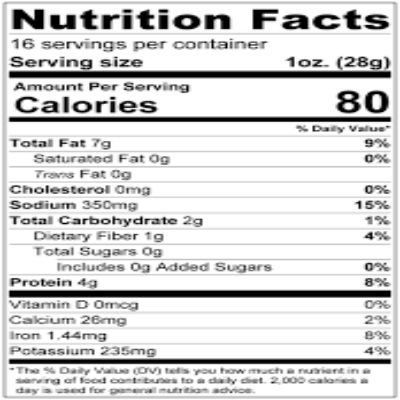 Nutrition Facts
16 servings per container
Serving size 1oz. (28g)
Amount Per Serving
Calories 80
% Daily Value*
Total Fat 7g 9%
Saturated Fat 0g 0%
Trans Fat 0g
Cholesterol 0mg 0%
Sodium 350mg 15%
Total Carbohydrate 2g 1%
Dietary Fiber 1g 4%
Total Sugars 0g
Includes 0g Added Sugars 0%
Protein 4g 8%
Vitamin D 0mcg 0%
Calcium 26mg 2%
Iron 1.44mg 8%
Potassium 235mg 4%
*The % Daily Value (DV) tells you how much a nutrient in a
serving of food contributes to a daily diet. 2,000 calories a
day is used for general nutrition advice.